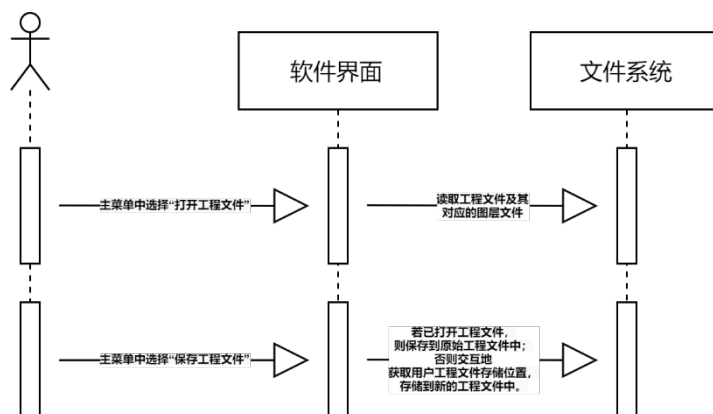 软件界面
文件系统
主菜单中选择“打开工程文件”
读取工程文件及其
对应的图层文件
主菜单中选择“保存工程文件”
若已打开工程文件，
则保存到原始工程文件中；
否则交互地
获取用户工程文件存储位置，
存储到新的工程文件中。